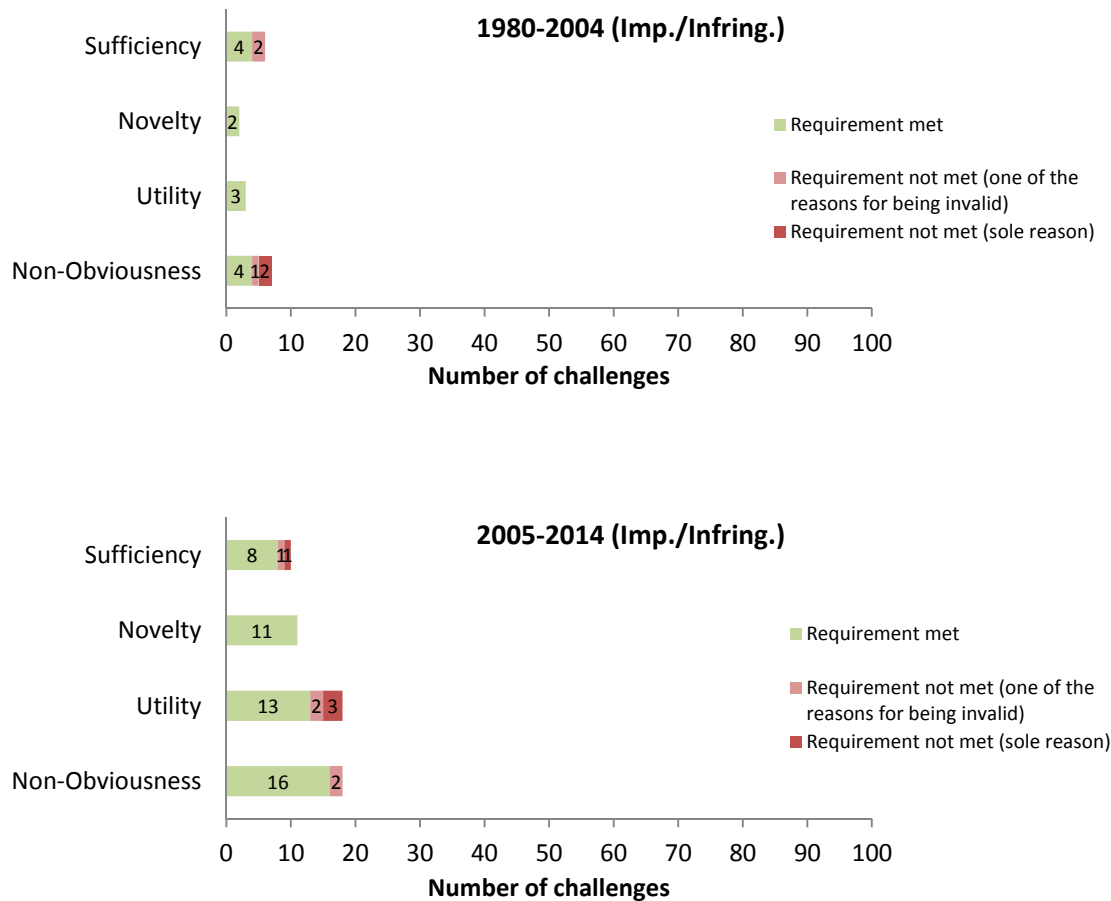 1980-2004 (Imp./Infring.)
Sufficiency 4 2
Novelty 2
Utility 3
Non-Obviousness 4 1 2
Requirement met
Requirement not met (one of the
reasons for being invalid)
Requirement not met (sole reason)
0 10 20 30 40 50 60 70 80 90 100
Number of challenges
2005-2014 (Imp./Infring.)
Sufficiency 8 1 1
Novelty 11
Utility 13 2 3
Non-Obviousness 16 2
Requirement met
Requirement not met (one of the
reasons for being invalid)
Requirement not met (sole reason)
0 10 20 30 40 50 60 70 80 90 100
Number of challenges